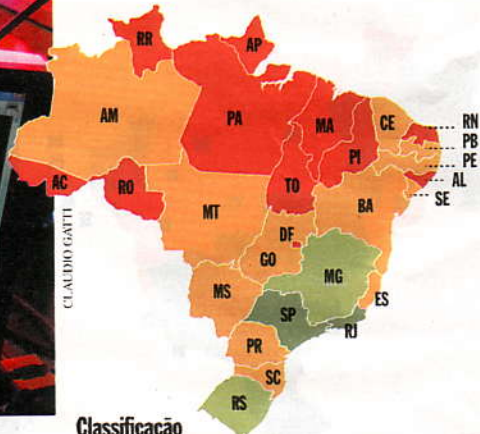 RR
AP
AM
PA
MA
CE
RN
PB
PI
PE
AC
RO
TO
AL
SE
MT
BA
DF
GO
MG
MS
ES
SP
RJ
PR
SC
RS
CLAUDIO GATTI
Classificação